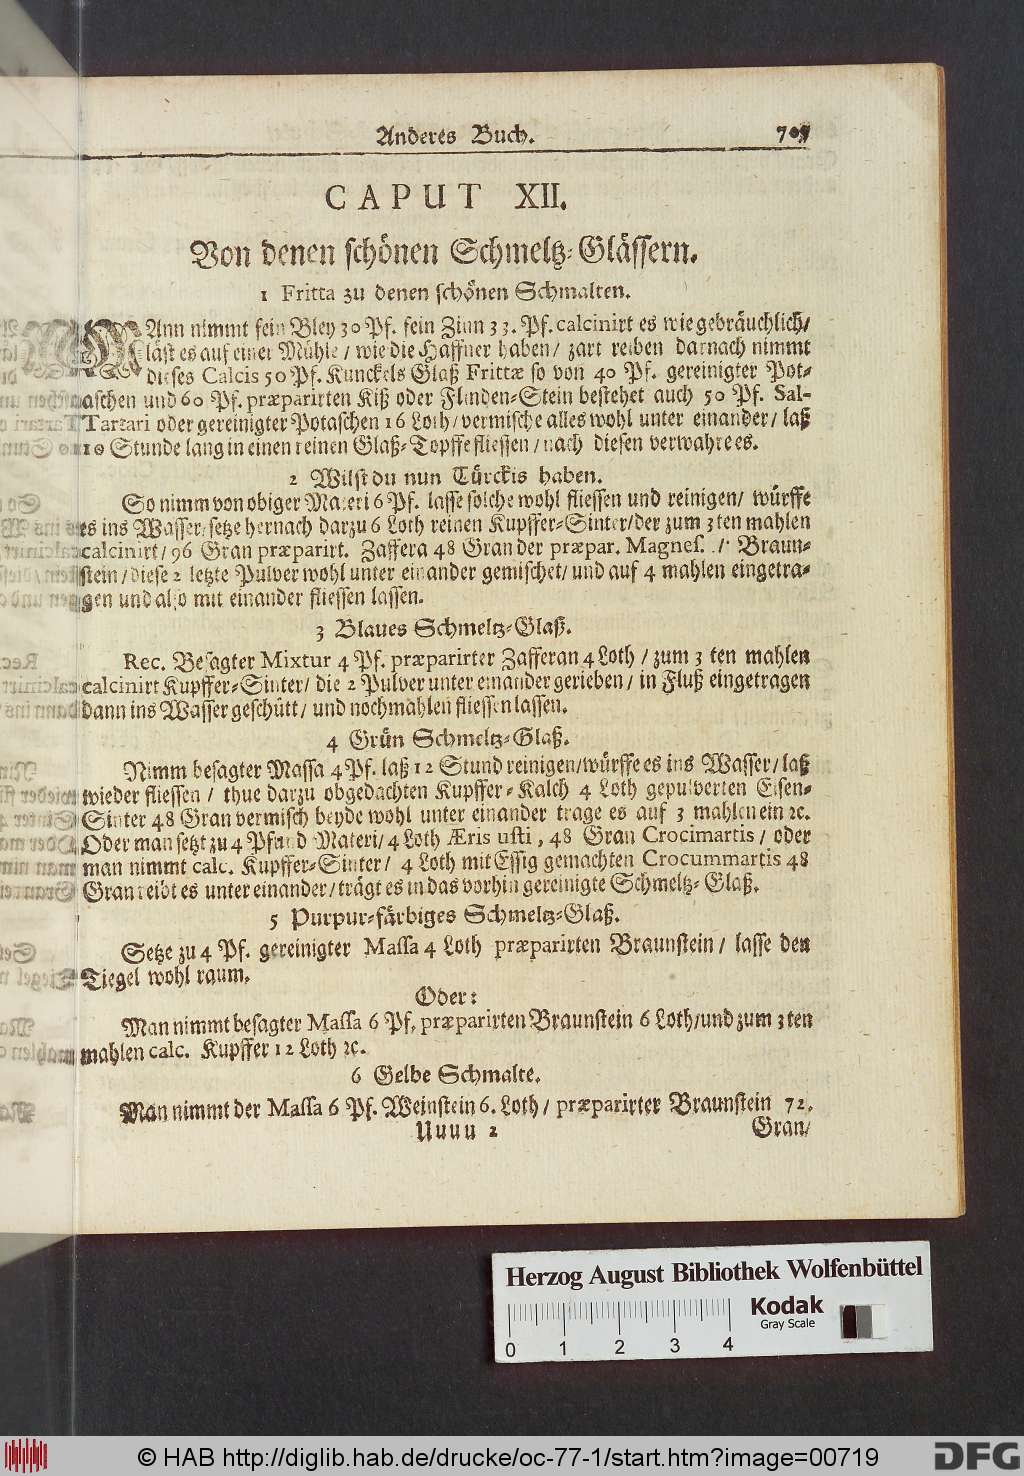 Anderes Buch. 707
CAPUT XII.
Von denen schönen Schmeltz-Glässern.
1 Fritta zu denen schönen Schmalten.
MAnn nimmt fein Bley 30 Pf. fein Zinn 33. Pf. calcinirt es wie gebräuchlich/
läst es auf einer Mühle / wie die Haffner haben / zart reiben darnach nimmt
dieses Calcis 50 Pf. Kunckels Glaß Frittæ so von 40 Pf. gereinigter Pot-
aschen und 60 Pf. præparirten Kiß oder Flinden-Stein bestehet auch 50 Pf. Sal-
Tartari oder gereinigter Potaschen 16 Loth / vermische alles wohl unter einander / laß
10 Stunde lang in einen reinen Glaß-Topffe fliessen / nach diesen verwahre es.
2 Wilst du nun Türckis haben.
So nimm von obiger Materi 6 Pf. lasse solche wohl fliessen und reinigen / würffe
es ins Wasser, setze hernach darzu 6 Loth reinen Kupffer-Sinter / der zum 3ten mahlen
calcinirt / 96 Gran præparirt. Zaffera 48 Gran der præpar. Magnes. / Braun-
stein / diese 2 letzte Pulver wohl unter einander gemischet / und auf 4 mahlen eingetra-
gen und also mit einander fliessen lassen.
3 Blaues Schmeltz-Glaß.
Rec. Besagter Mixtur 4 Pf. præparirter Zafferan 4 Loth / zum 3 ten mahlen
calcinirt Kupffer-Sinter / die 2 Pulver unter einander gerieben / in Fluß eingetragen
dann ins Wasser geschütt / und nochmahlen fliessen lassen.
4 Grün Schmeltz-Glaß.
Nimm besagter Massa 4 Pf. laß 12 Stund reinigen / würffe es ins Wasser / laß
wieder fliessen / thue darzu obgedachten Kupffer-Kalch 4 Loth gepulverten Eisen-
Sinter 48 Gran vermisch beyde wohl unter einander trage es auf 3 mahlen ein ꝛc.
Oder man setzt zu 4 Pfund Materi / 4 Loth Æris usti, 48 Gran Crocimartis / oder
man nimmt calc. Kupffer-Sinter / 4 Loth mit Essig gemachten Crocummartis 48
Gran reibt es unter einander / trägt es in das vorhin gereinigte Schmeltz-Glaß.
5 Purpur-färbiges Schmeltz-Glaß.
Setze zu 4 Pf. gereinigter Massa 4 Loth præparirten Braunstein / lasse den
Tiegel wohl raum.
Oder:
Man nimmt besagter Massa 6 Pf. præparirten Braunstein 6 Loth / und zum 3 ten
mahlen calc. Kupffer 12 Loth ꝛc.
6 Gelbe Schmalte.
Man nimmt der Massa 6 Pf. Weinstein 6. Loth / præparirter Braunstein 72.
Uuuu 2 Gran /
Herzog August Bibliothek Wolfenbüttel
Kodak
Gray Scale
0 1 2 3 4
© HAB http://diglib.hab.de/drucke/oc-77-1/start.htm?image=00719
DFG